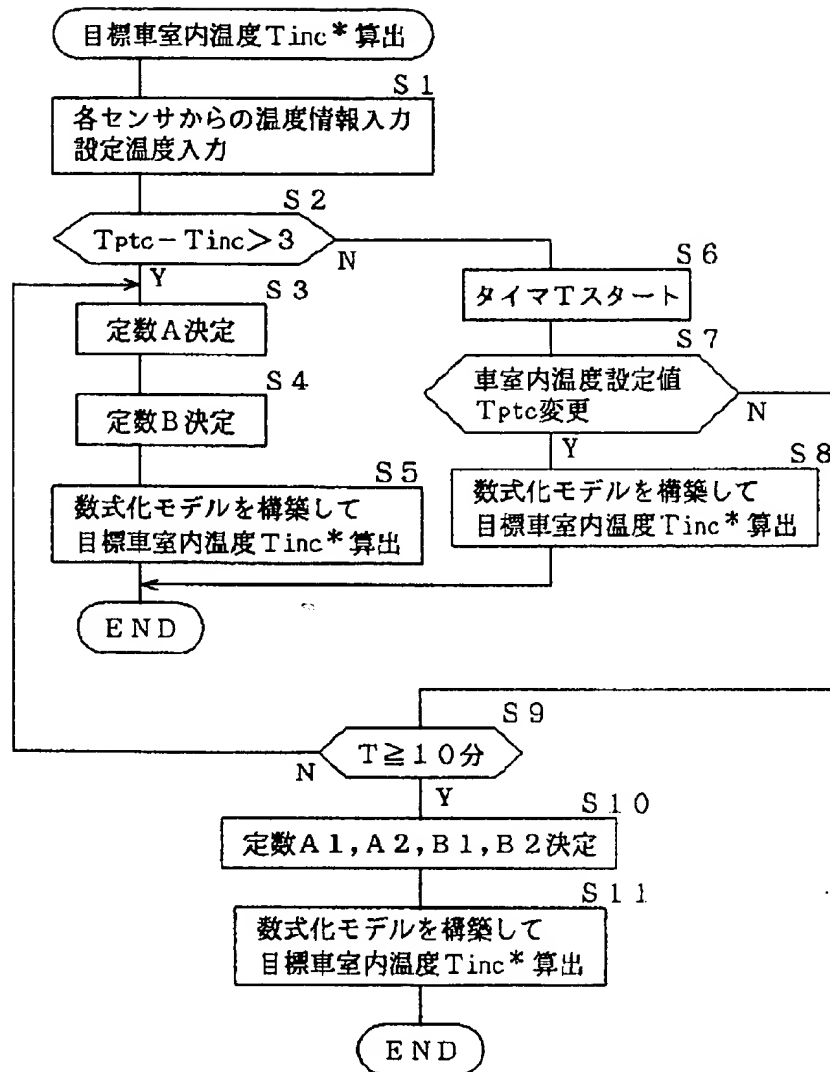 目標車室内温度Tinc*算出
S1
各センサからの温度情報入力
設定温度入力
S2
Tptc−Tinc>3
N
Y
S3
定数A決定
S4
定数B決定
S5
数式化モデルを構築して
目標車室内温度Tinc*算出
END
S6
タイマTスタート
S7
車室内温度設定値
Tptc変更
N
Y
S8
数式化モデルを構築して
目標車室内温度Tinc*算出
S9
T≧10分
N
Y
S10
定数A1,A2,B1,B2決定
S11
数式化モデルを構築して
目標車室内温度Tinc*算出
END